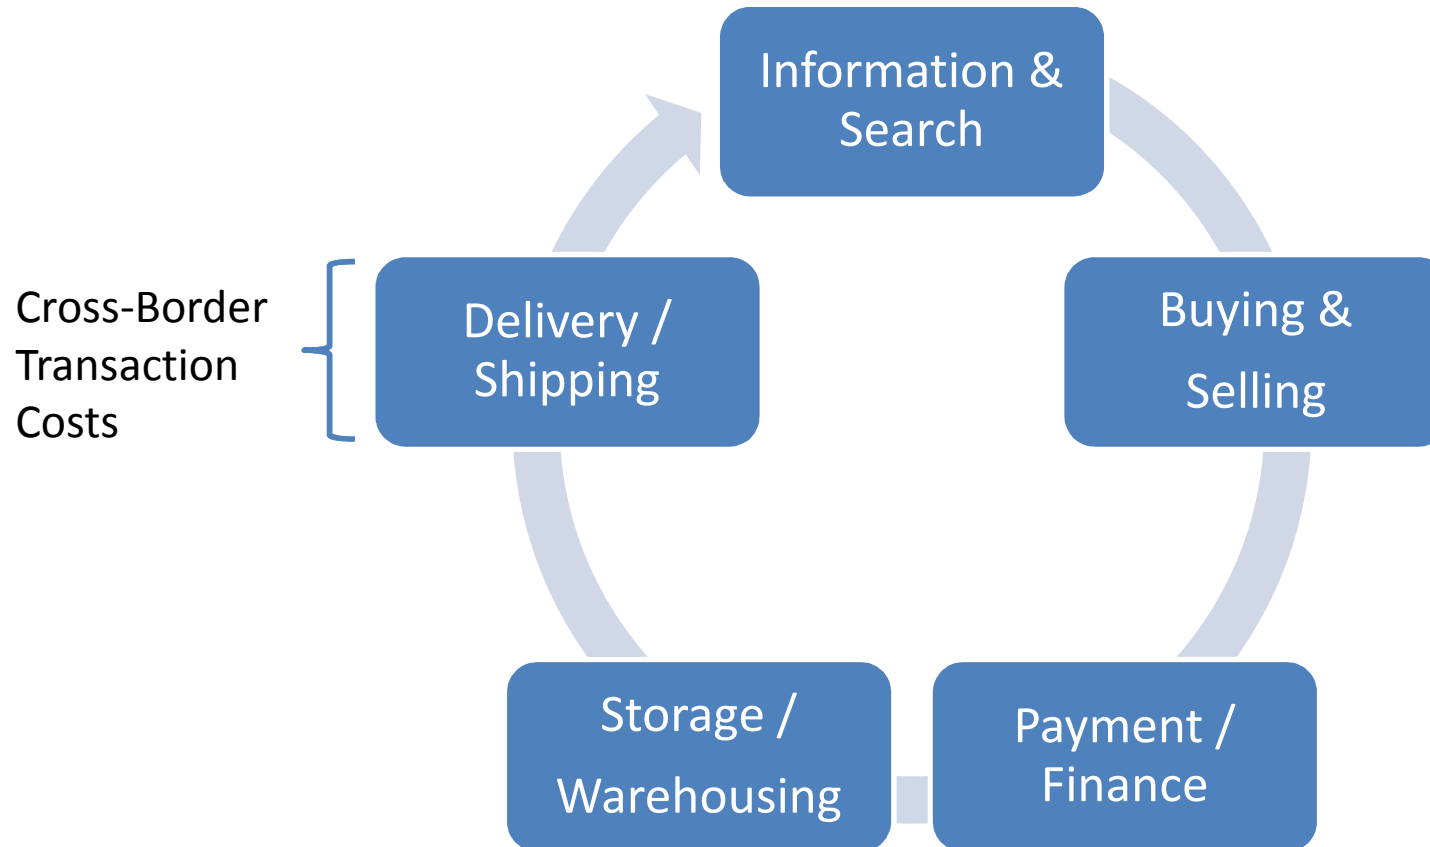 Information &
Search
Buying &
Selling
Payment /
Finance
Storage /
Warehousing
Delivery /
Shipping
Cross-Border
Transaction
Costs